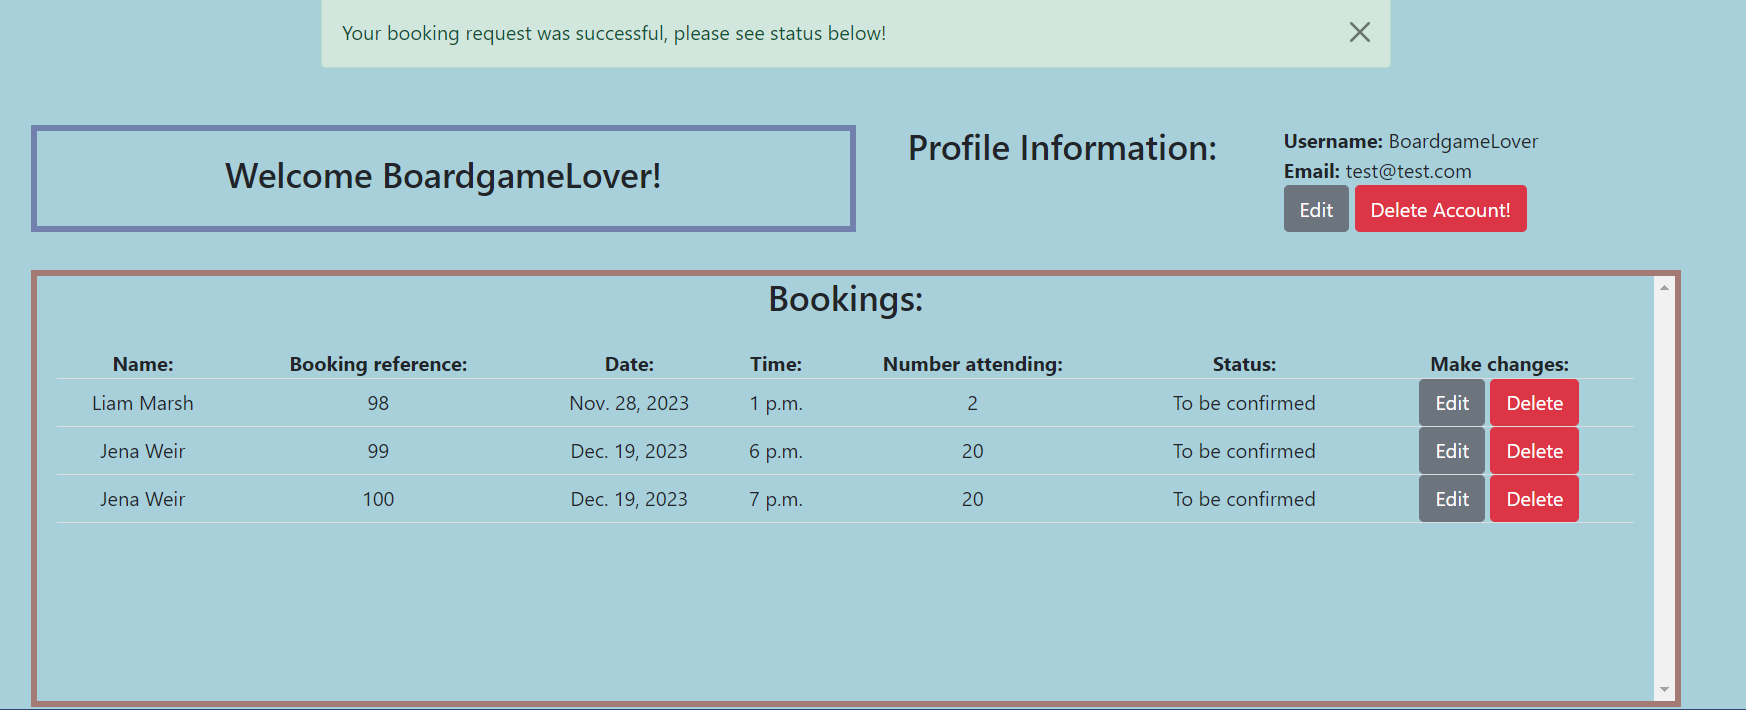 Your booking request was successful, please see status below!
Welcome BoardgameLover!
Profile Information:
Username: BoardgameLover
Email: test@test.com
Edit Delete Account!
Bookings:
Name: Booking reference: Date: Time: Number attending: Status: Make changes:
Liam Marsh 98 Nov. 28, 2023 1 p.m. 2 To be confirmed Edit Delete
Jena Weir 99 Dec. 19, 2023 6 p.m. 20 To be confirmed Edit Delete
Jena Weir 100 Dec. 19, 2023 7 p.m. 20 To be confirmed Edit Delete